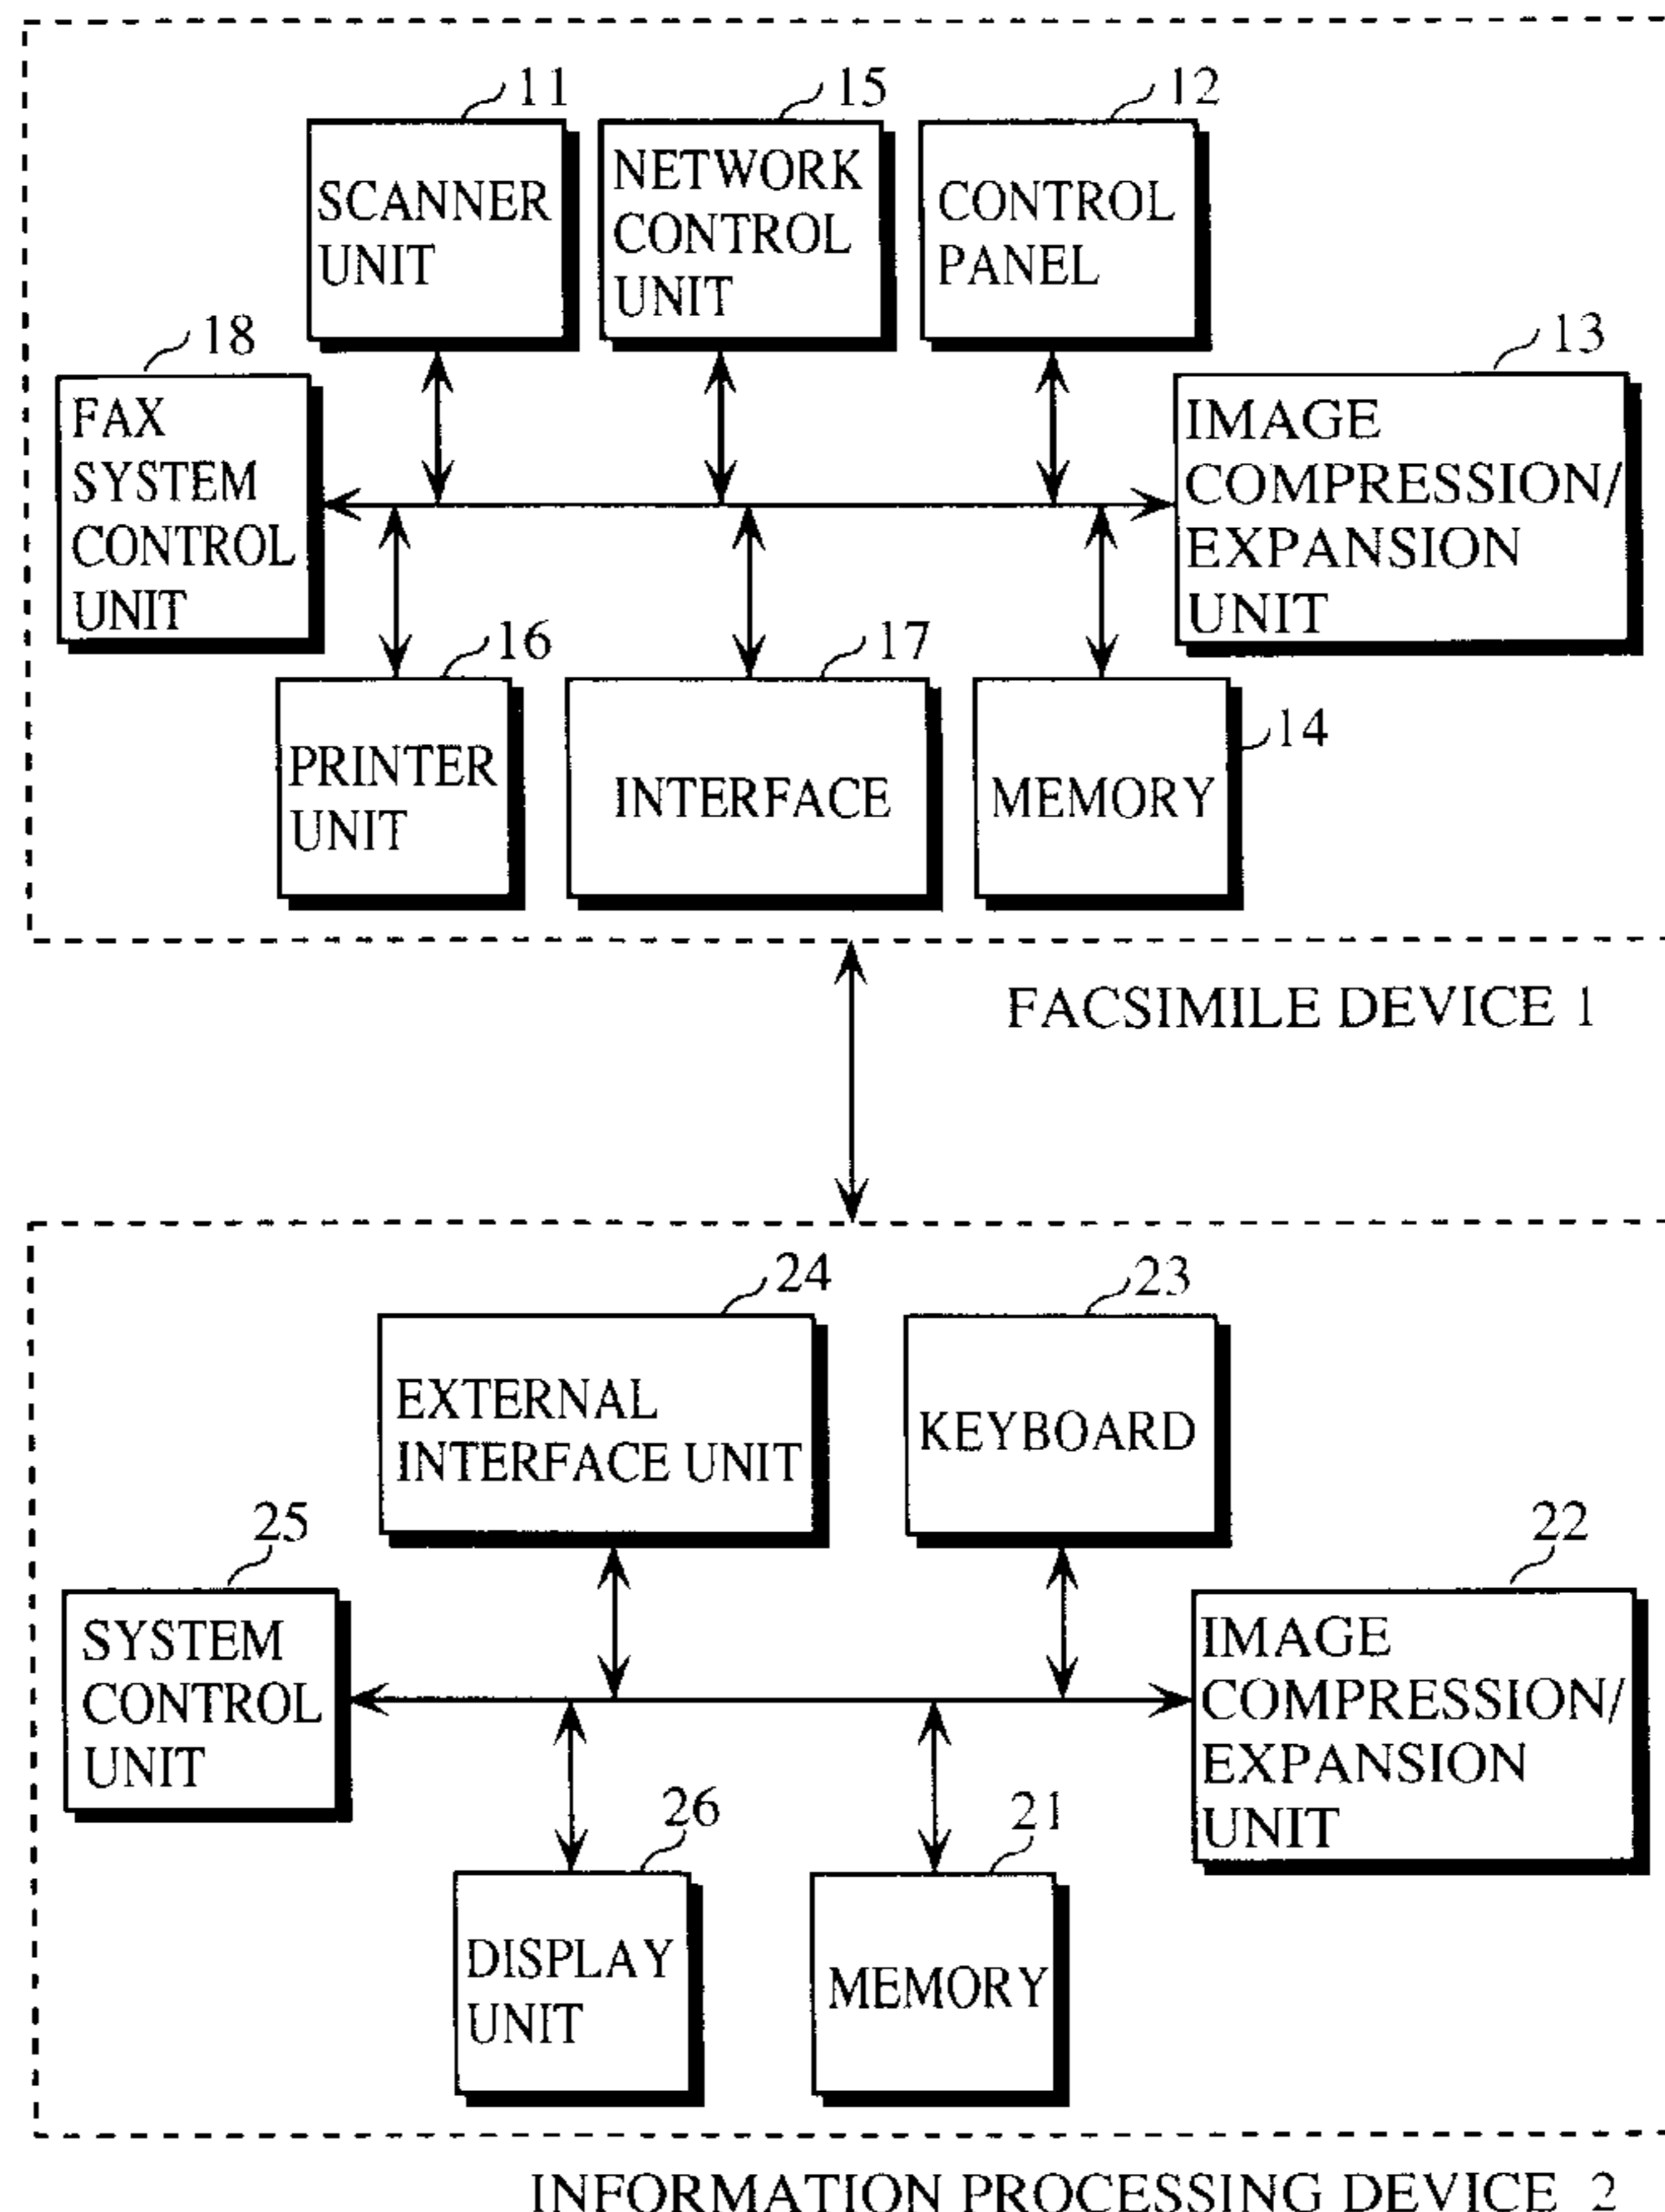 11
SCANNER
UNIT
15
NETWORK
CONTROL
UNIT
12
CONTROL
PANEL
18
FAX
SYSTEM
CONTROL
UNIT
13
IMAGE
COMPRESSION/
EXPANSION
UNIT
16
PRINTER
UNIT
17
INTERFACE
14
MEMORY
FACSIMILE DEVICE 1
24
EXTERNAL
INTERFACE UNIT
23
KEYBOARD
25
SYSTEM
CONTROL
UNIT
22
IMAGE
COMPRESSION/
EXPANSION
UNIT
26
DISPLAY
UNIT
21
MEMORY
INFORMATION PROCESSING DEVICE 2